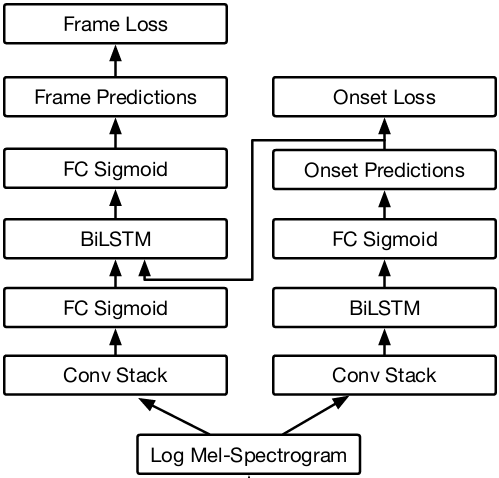 Frame Loss
Frame Predictions
Onset Loss
FC Sigmoid
Onset Predictions
BiLSTM
FC Sigmoid
FC Sigmoid
BiLSTM
Conv Stack
Conv Stack
Log Mel-Spectrogram